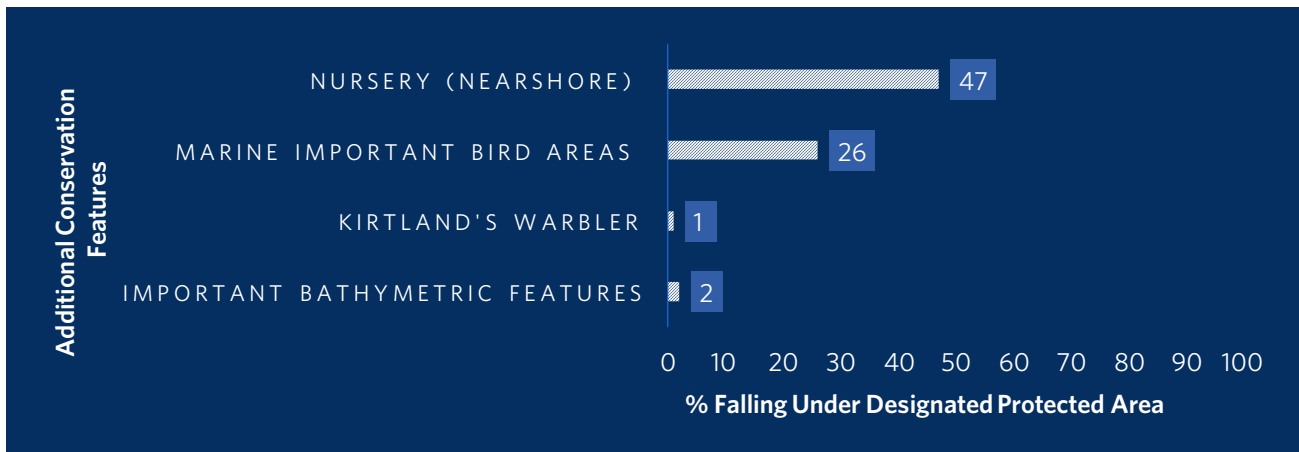 Additional Conservation
Features
NURSERY (NEARSHORE)
47
MARINE IMPORTANT BIRD AREAS
26
KIRTLAND'S WARBLER
1
IMPORTANT BATHYMETRIC FEATURES
2
0 10 20 30 40 50 60 70 80 90 100
% Falling Under Designated Protected Area